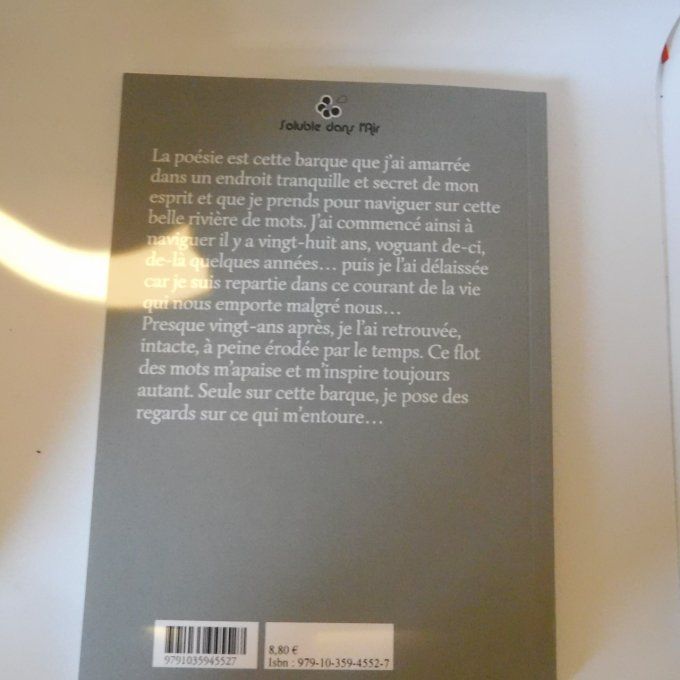 Soluble dans l'Air
La poésie est cette barque que j'ai amarrée
dans un endroit tranquille et secret de mon
esprit et que je prends pour naviguer sur cette
belle rivière de mots. J'ai commencé ainsi à
naviguer il y a vingt-huit ans, voguant de-ci,
de-là quelques années… puis je l'ai délaissée
car je suis repartie dans ce courant de la vie
qui nous emporte malgré nous…
Presque vingt-ans après, je l'ai retrouvée,
intacte, à peine érodée par le temps. Ce flot
des mots m'apaise et m'inspire toujours
autant. Seule sur cette barque, je pose des
regards sur ce qui m'entoure…
9791035945527
8,80 €
Isbn : 979-10-359-4552-7